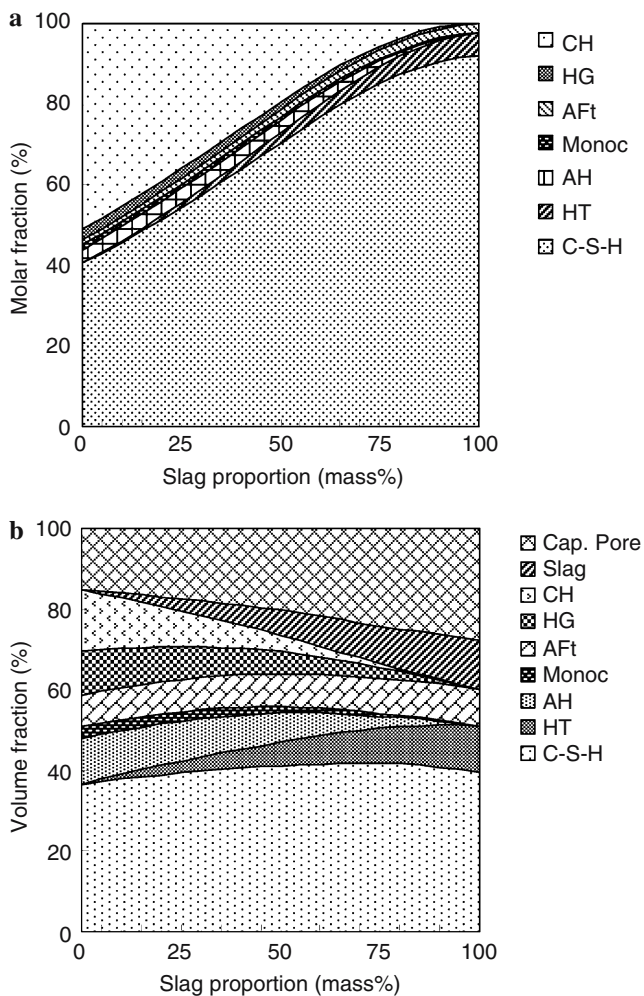 a
100
80
60
40
20
0
Molar fraction (%)
0 25 50 75 100
Slag proportion (mass%)
CH
HG
AFt
Monoc
AH
HT
C-S-H
b
100
80
60
40
20
0
Volume fraction (%)
0 25 50 75 100
Slag proportion (mass%)
Cap. Pore
Slag
CH
HG
AFt
Monoc
AH
HT
C-S-H